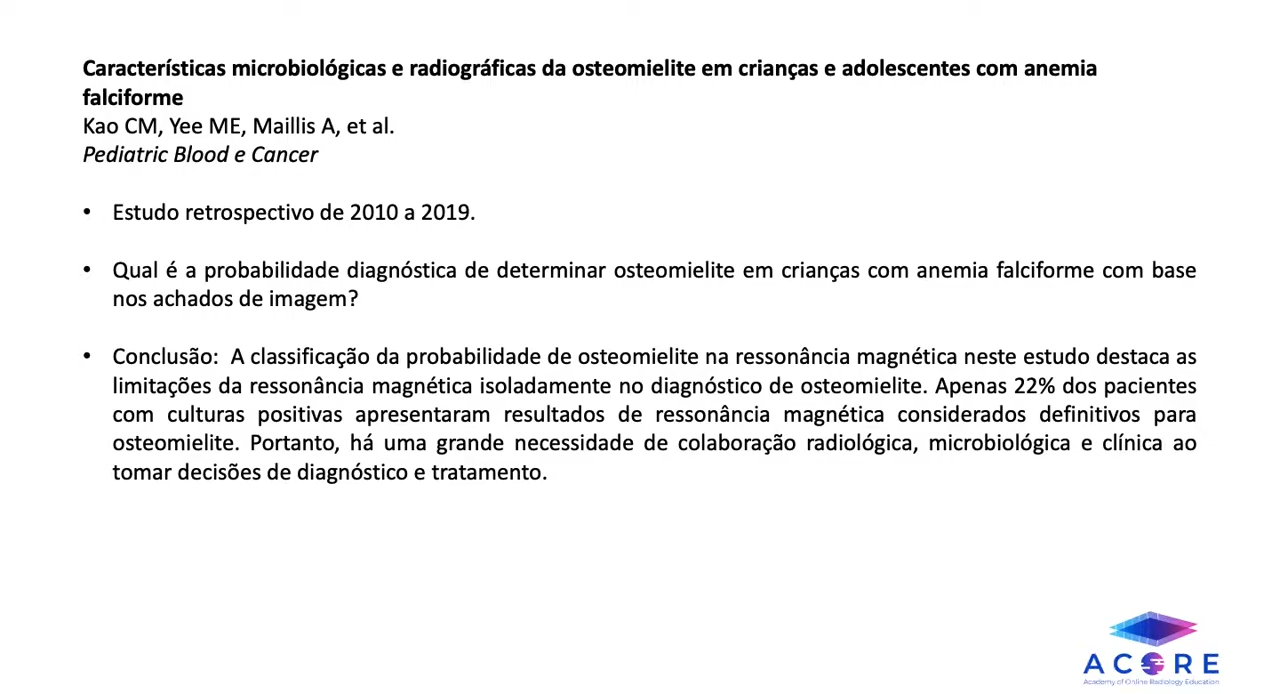 Características microbiológicas e radiográficas da osteomielite em crianças e adolescentes com anemia
falciforme
Kao CM, Yee ME, Maillis A, et al.
Pediatric Blood e Cancer
• Estudo retrospectivo de 2010 a 2019.
• Qual é a probabilidade diagnóstica de determinar osteomielite em crianças com anemia falciforme com base
nos achados de imagem?
• Conclusão: A classificação da probabilidade de osteomielite na ressonância magnética neste estudo destaca as
limitações da ressonância magnética isoladamente no diagnóstico de osteomielite. Apenas 22% dos pacientes
com culturas positivas apresentaram resultados de ressonância magnética considerados definitivos para
osteomielite. Portanto, há uma grande necessidade de colaboração radiológica, microbiológica e clínica ao
tomar decisões de diagnóstico e tratamento.
ACORE
Academy of Online Radiology Education